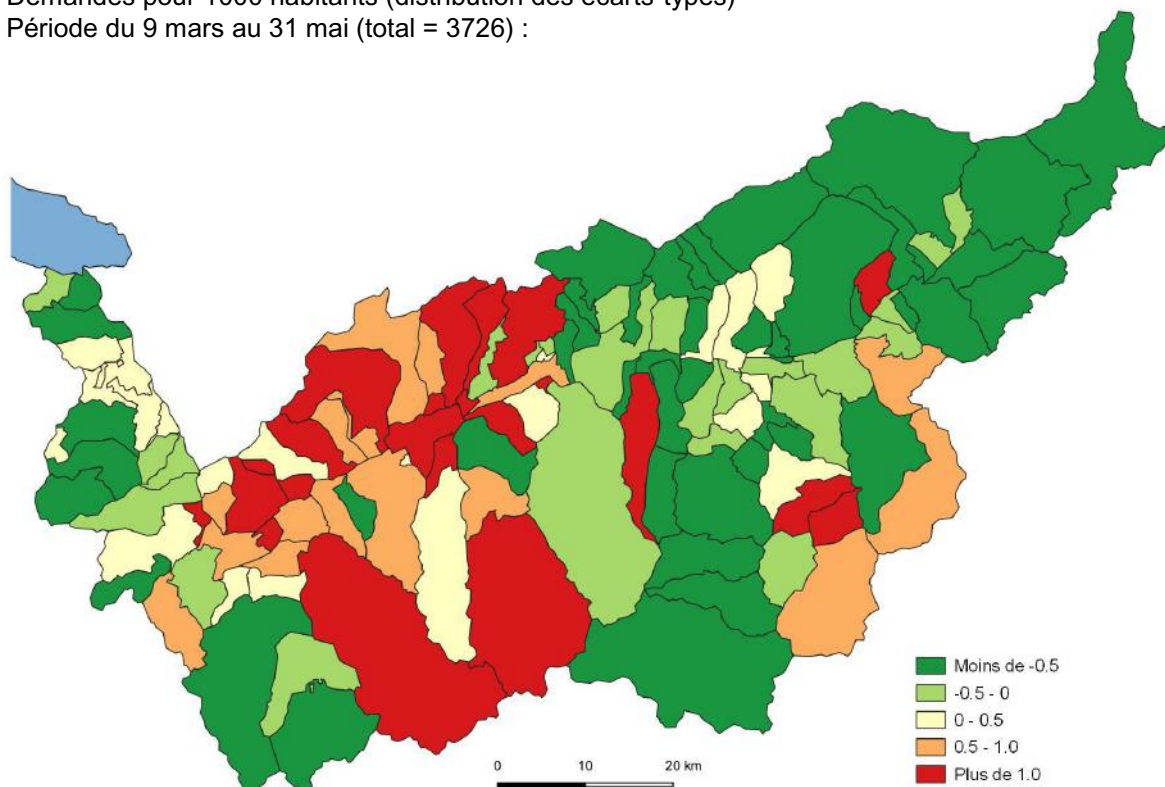 Demandes pour 1000 habitants (distribution des écarts-types)
Période du 9 mars au 31 mai (total = 3726) :
Moins de -0.5
-0.5 - 0
0 - 0.5
0.5 - 1.0
Plus de 1.0
0 10 20 km